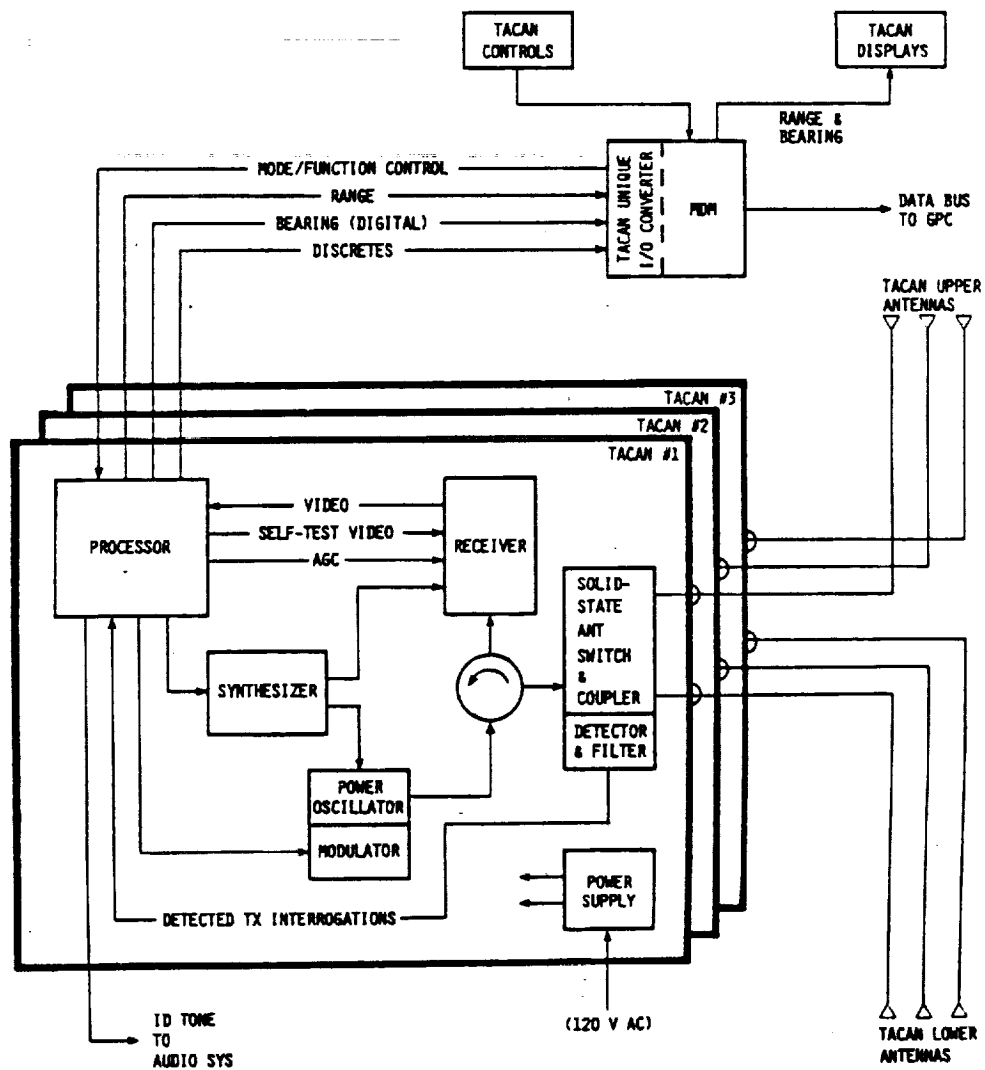 TACAN
CONTROLS
TACAN
DISPLAYS
RANGE &
BEARING
MODE/FUNCTION CONTROL
RANGE
BEARING (DIGITAL)
DISCRETES
TACAN UNIQUE
I/O CONVERTER
MDM
DATA BUS
TO GPC
TACAN UPPER
ANTENNAS
TACAN #3
TACAN #2
TACAN #1
PROCESSOR
VIDEO
SELF-TEST VIDEO
AGC
RECEIVER
SOLID-
STATE
ANT
SWITCH
&
COUPLER
DETECTOR
& FILTER
SYNTHESIZER
POWER
OSCILLATOR
MODULATOR
POWER
SUPPLY
DETECTED TX INTERROGATIONS
(120 V AC)
ID TONE
TO
AUDIO SYS
TACAN LOWER
ANTENNAS